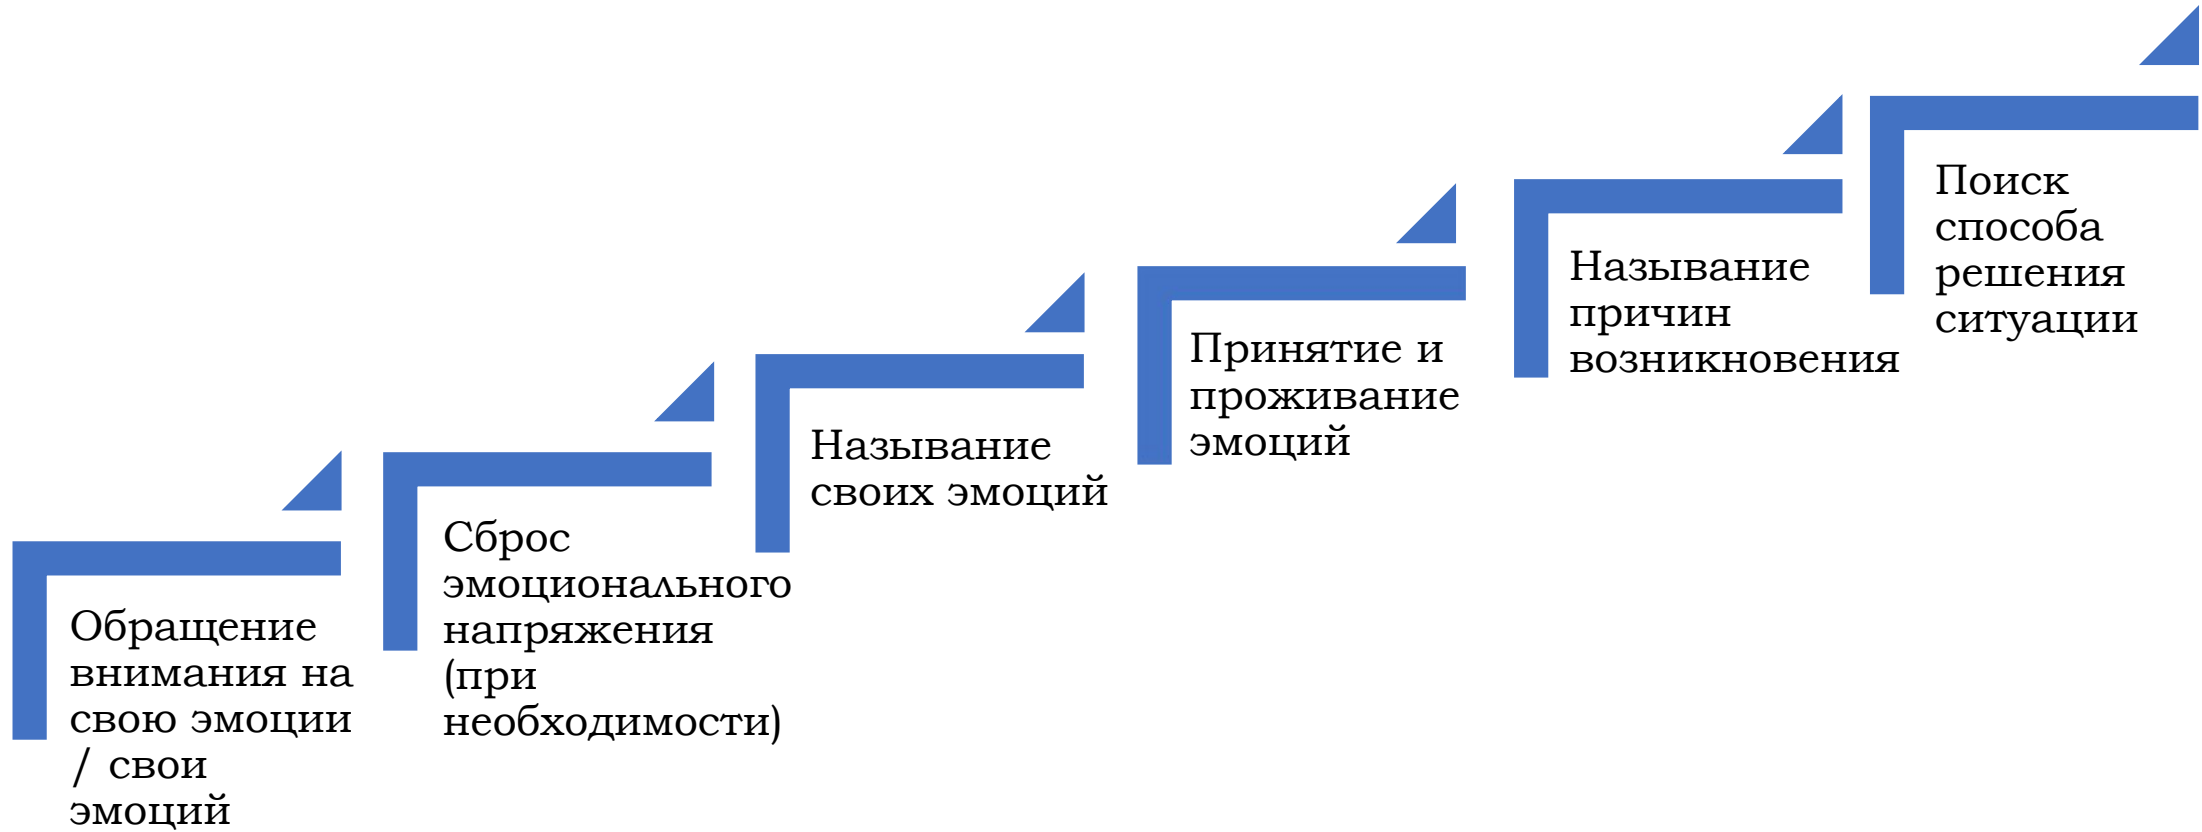 Обращение
внимания на
свою эмоции
/ свои
эмоций
Сброс
эмоционального
напряжения
(при
необходимости)
Называние
своих эмоций
Принятие и
проживание
эмоций
Называние
причин
возникновения
Поиск
способа
решения
ситуации